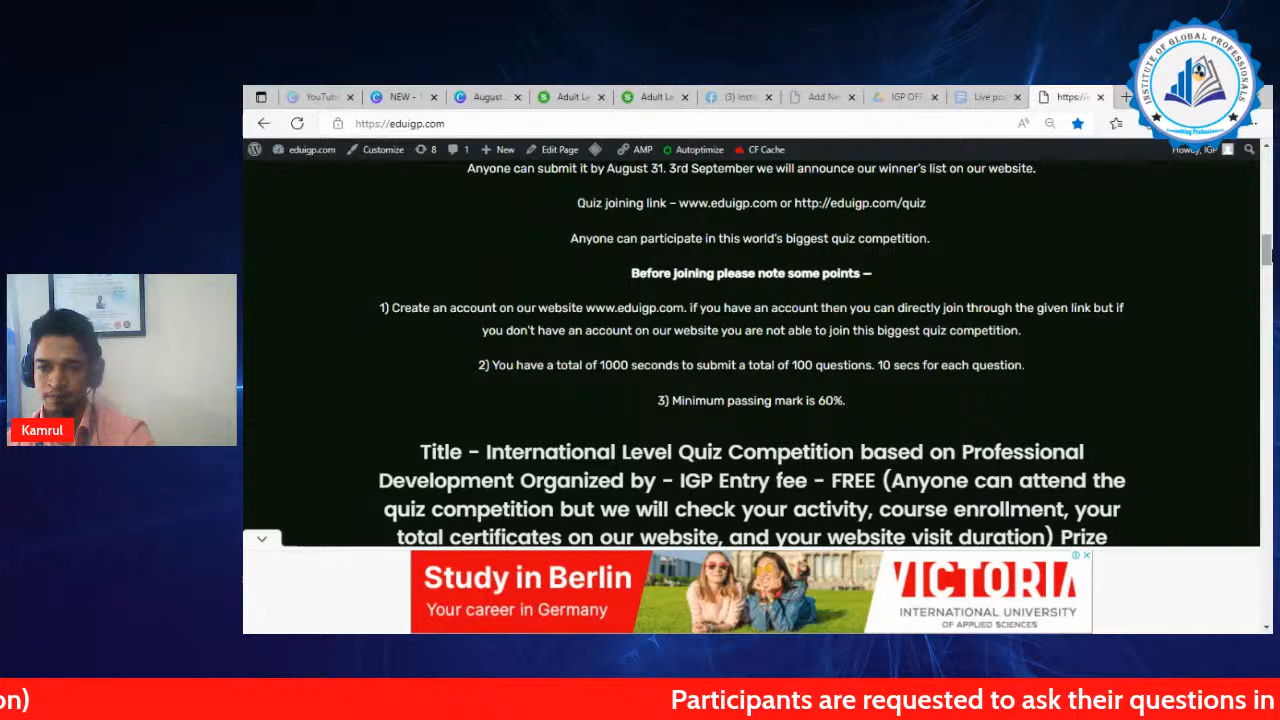 INSTITUTE OF GLOBAL PROFESSIONALS
YouTub
NEW -
August
Adult Le
Adult Le
(3) Insti
Add Ne
IGP OFF
Live po
https://e
https://eduigp.com
eduigp.com
Customize
8
1
New
Edit Page
AMP
Autoptimize
CF Cache
Howdy, IGP
Anyone can submit it by August 31. 3rd September we will announce our winner's list on our website.
Quiz joining link – www.eduigp.com or http://eduigp.com/quiz
Anyone can participate in this world's biggest quiz competition.
Before joining please note some points –
1) Create an account on our website www.eduigp.com. if you have an account then you can directly join through the given link but if
you don't have an account on our website you are not able to join this biggest quiz competition.
2) You have a total of 1000 seconds to submit a total of 100 questions. 10 secs for each question.
3) Minimum passing mark is 60%.
Title - International Level Quiz Competition based on Professional
Development Organized by - IGP Entry fee - FREE (Anyone can attend the
quiz competition but we will check your activity, course enrollment, your
total certificates on our website, and your website visit duration) Prize
Kamrul
Study in Berlin
Your career in Germany
VICTORIA
INTERNATIONAL UNIVERSITY
OF APPLIED SCIENCES
on)
Participants are requested to ask their questions in